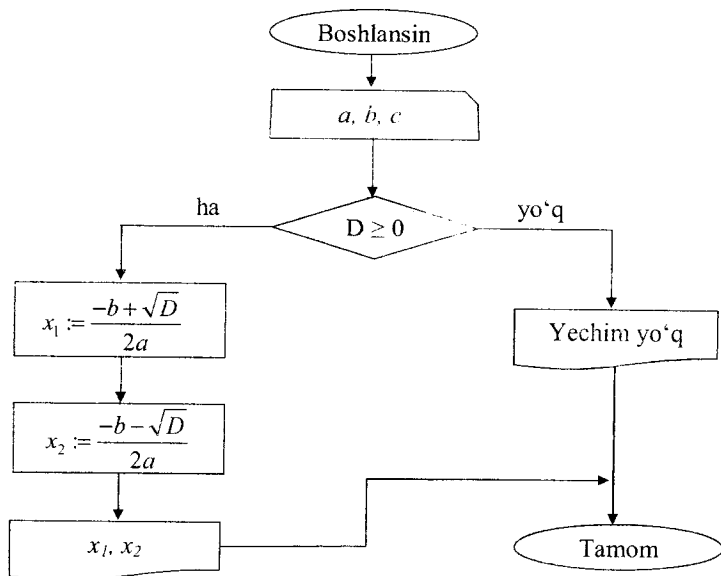 Boshlansin
a, b, c
ha
D ≥ 0
yo‘q
x₁ := (−b + √D) / 2a
Yechim yo‘q
x₂ := (−b − √D) / 2a
x₁, x₂
Tamom